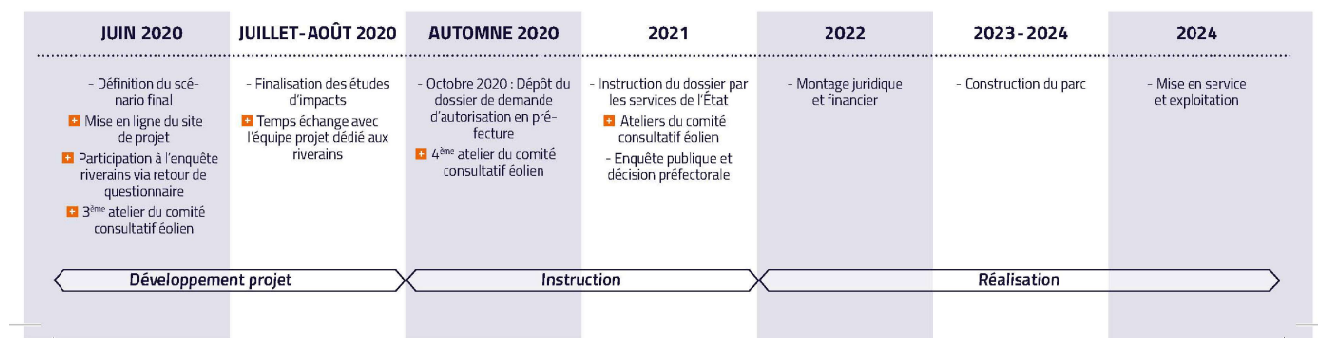 JUIN 2020
- Définition du scé-
nario final
+ Mise en ligne du site
de projet
+ Participation à l'enquête
riverains via retour de
questionnaire
+ 3ème atelier du comité
consultatif éolien
JUILLET-AOÛT 2020
- Finalisation des études
d'impacts
+ Temps échange avec
l'équipe projet dédié aux
riverains
AUTOMNE 2020
- Octobre 2020 : Dépôt du
dossier de demande
d'autorisation en pré-
fecture
+ 4ème atelier du comité
consultatif éolien
2021
- Instruction du dossier par
les services de l'État
+ Ateliers du comité
consultatif éolien
- Enquête publique et
décision préfectorale
2022
- Montage juridique
et financier
2023-2024
- Construction du parc
2024
- Mise en service
et exploitation
Développement projet
Instruction
Réalisation